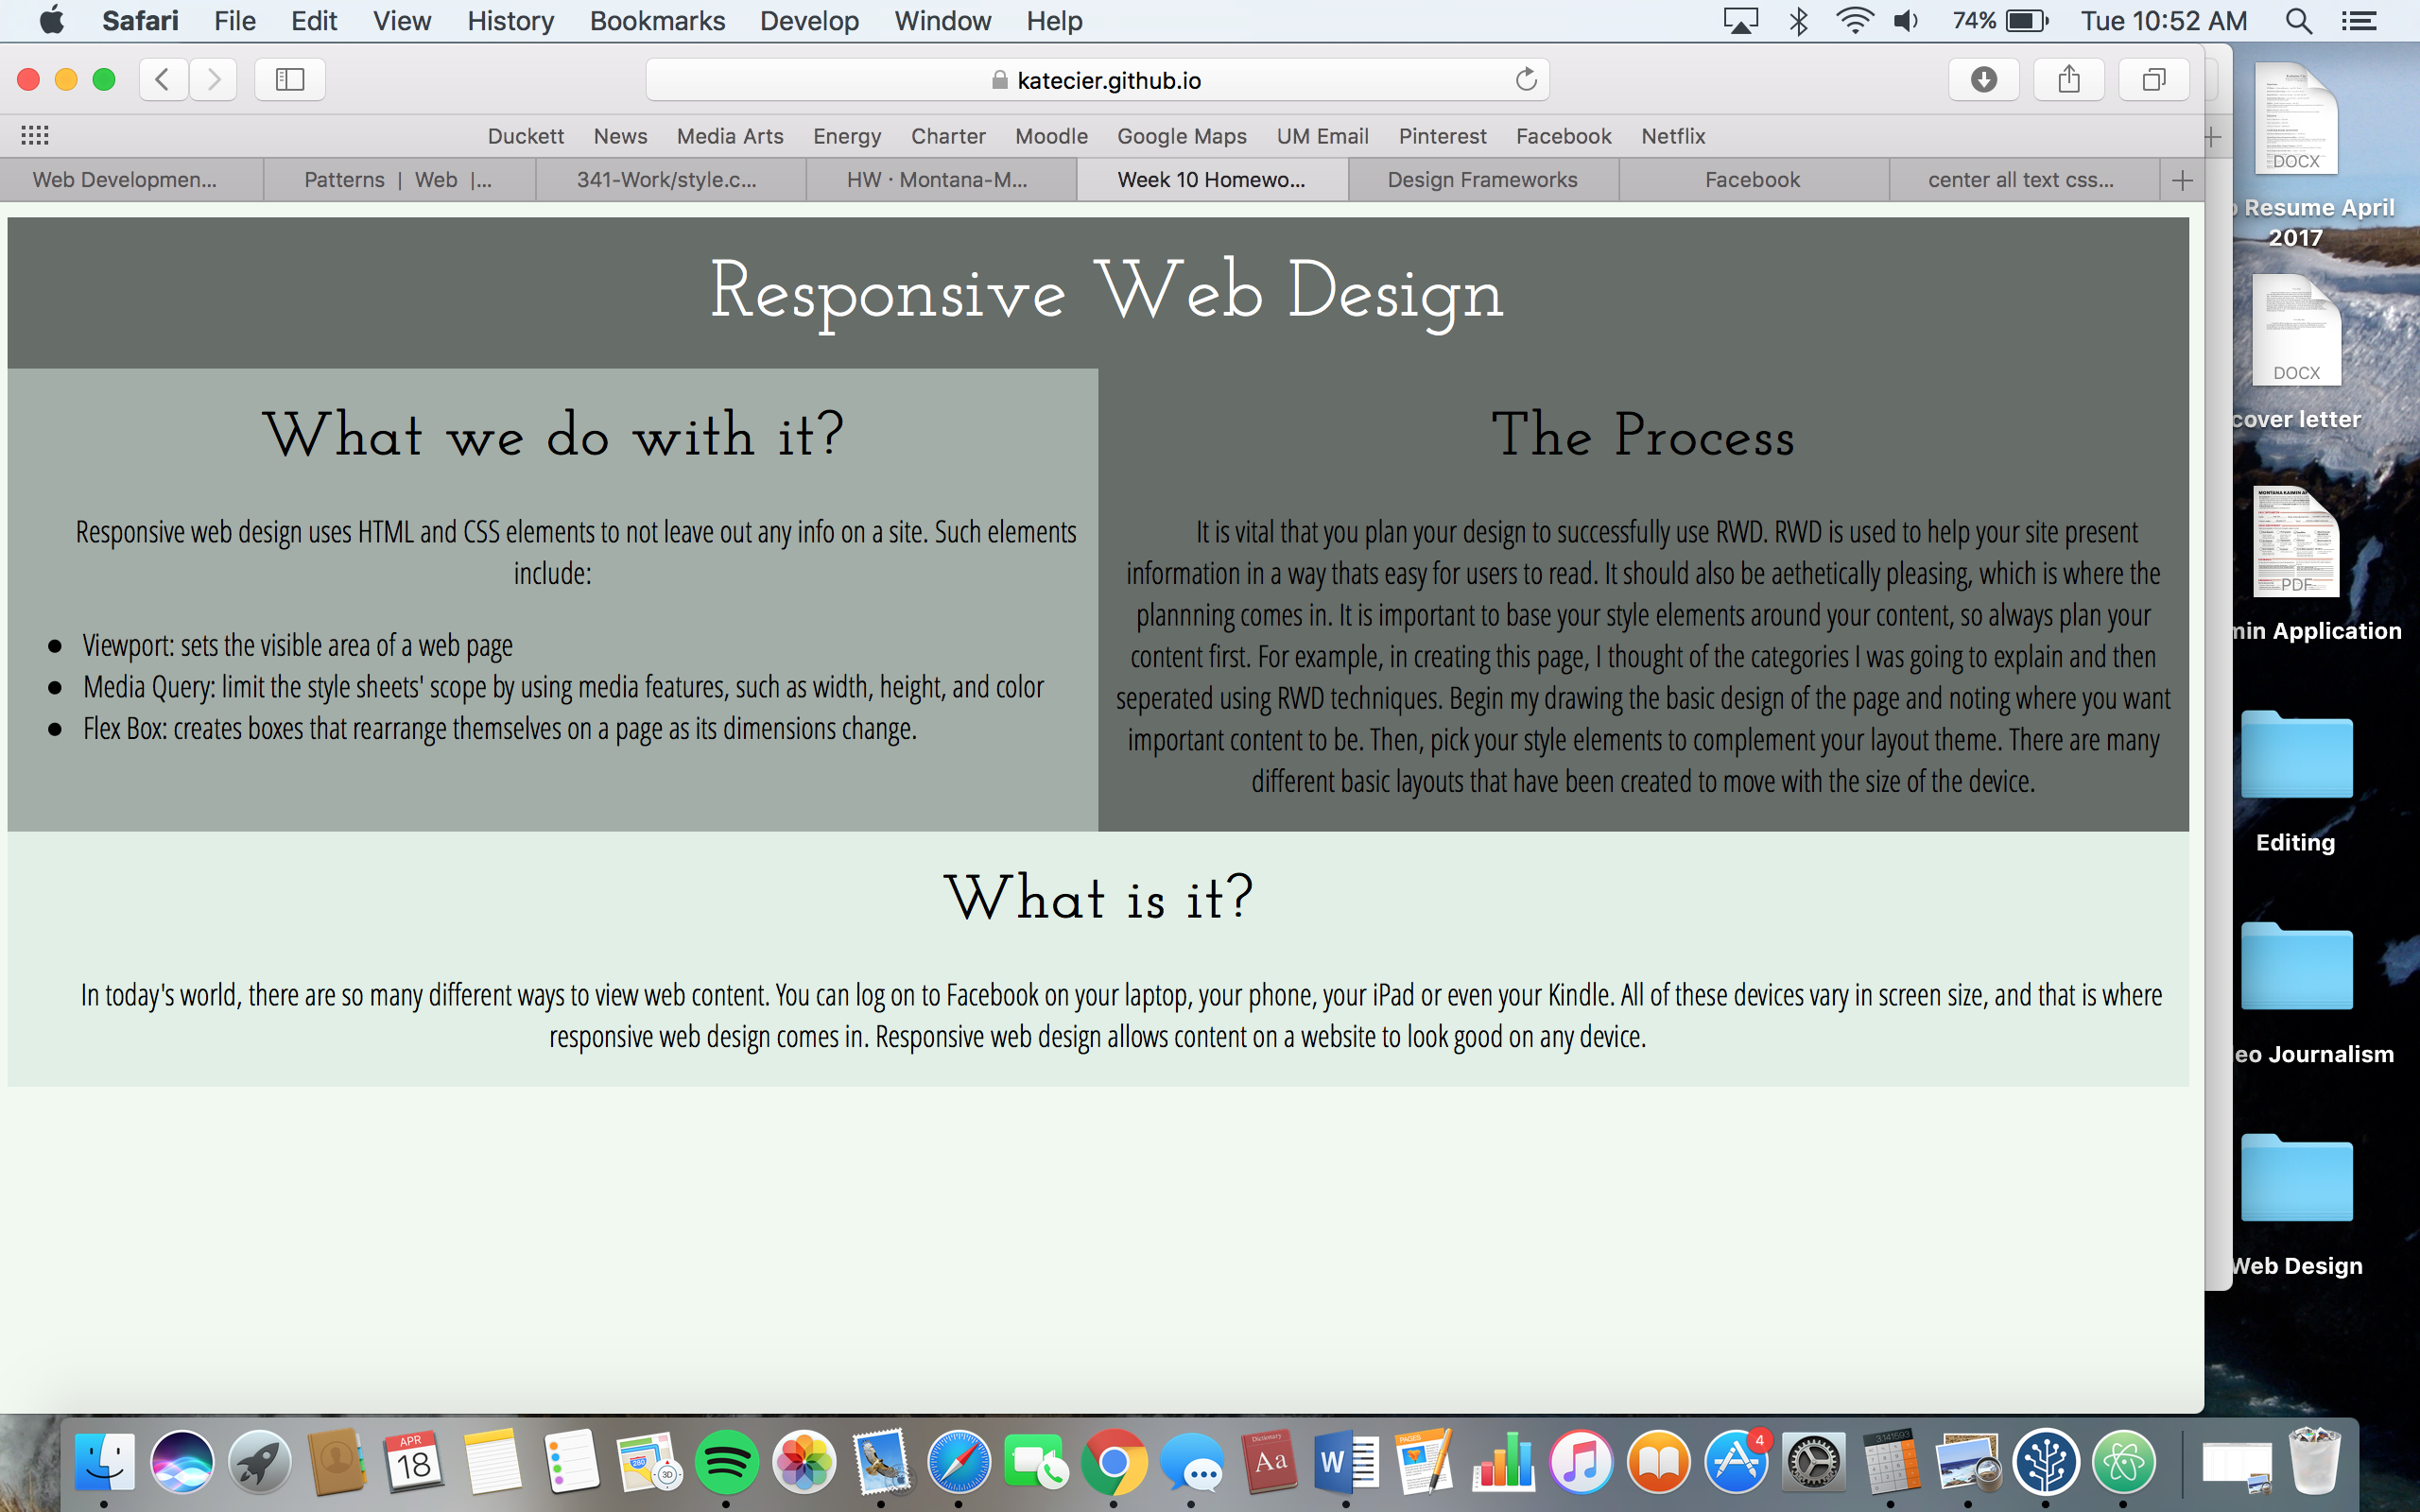 Safari File Edit View History Bookmarks Develop Window Help 74% Tue 10:52 AM
katecier.github.io
Duckett News Media Arts Energy Charter Moodle Google Maps UM Email Pinterest Facebook Netflix
Web Developmen... Patterns | Web |... 341-Work/style.c... HW · Montana-M... Week 10 Homewo... Design Frameworks Facebook center all text css...
Responsive Web Design
What we do with it?
Responsive web design uses HTML and CSS elements to not leave out any info on a site. Such elements
include:
● Viewport: sets the visible area of a web page
● Media Query: limit the style sheets' scope by using media features, such as width, height, and color
● Flex Box: creates boxes that rearrange themselves on a page as its dimensions change.
The Process
It is vital that you plan your design to successfully use RWD. RWD is used to help your site present
information in a way thats easy for users to read. It should also be aethetically pleasing, which is where the
plannning comes in. It is important to base your style elements around your content, so always plan your
content first. For example, in creating this page, I thought of the categories I was going to explain and then
seperated using RWD techniques. Begin my drawing the basic design of the page and noting where you want
important content to be. Then, pick your style elements to complement your layout theme. There are many
different basic layouts that have been created to move with the size of the device.
What is it?
In today's world, there are so many different ways to view web content. You can log on to Facebook on your laptop, your phone, your iPad or even your Kindle. All of these devices vary in screen size, and that is where
responsive web design comes in. Responsive web design allows content on a website to look good on any device.
DOCX
Resume April
2017
DOCX
cover letter
MONTANA KAIMIN
PDF
min Application
Editing
eo Journalism
Web Design
APR
18
280
3D
Dictionary
Aa
W
PAGES
4
3.141593